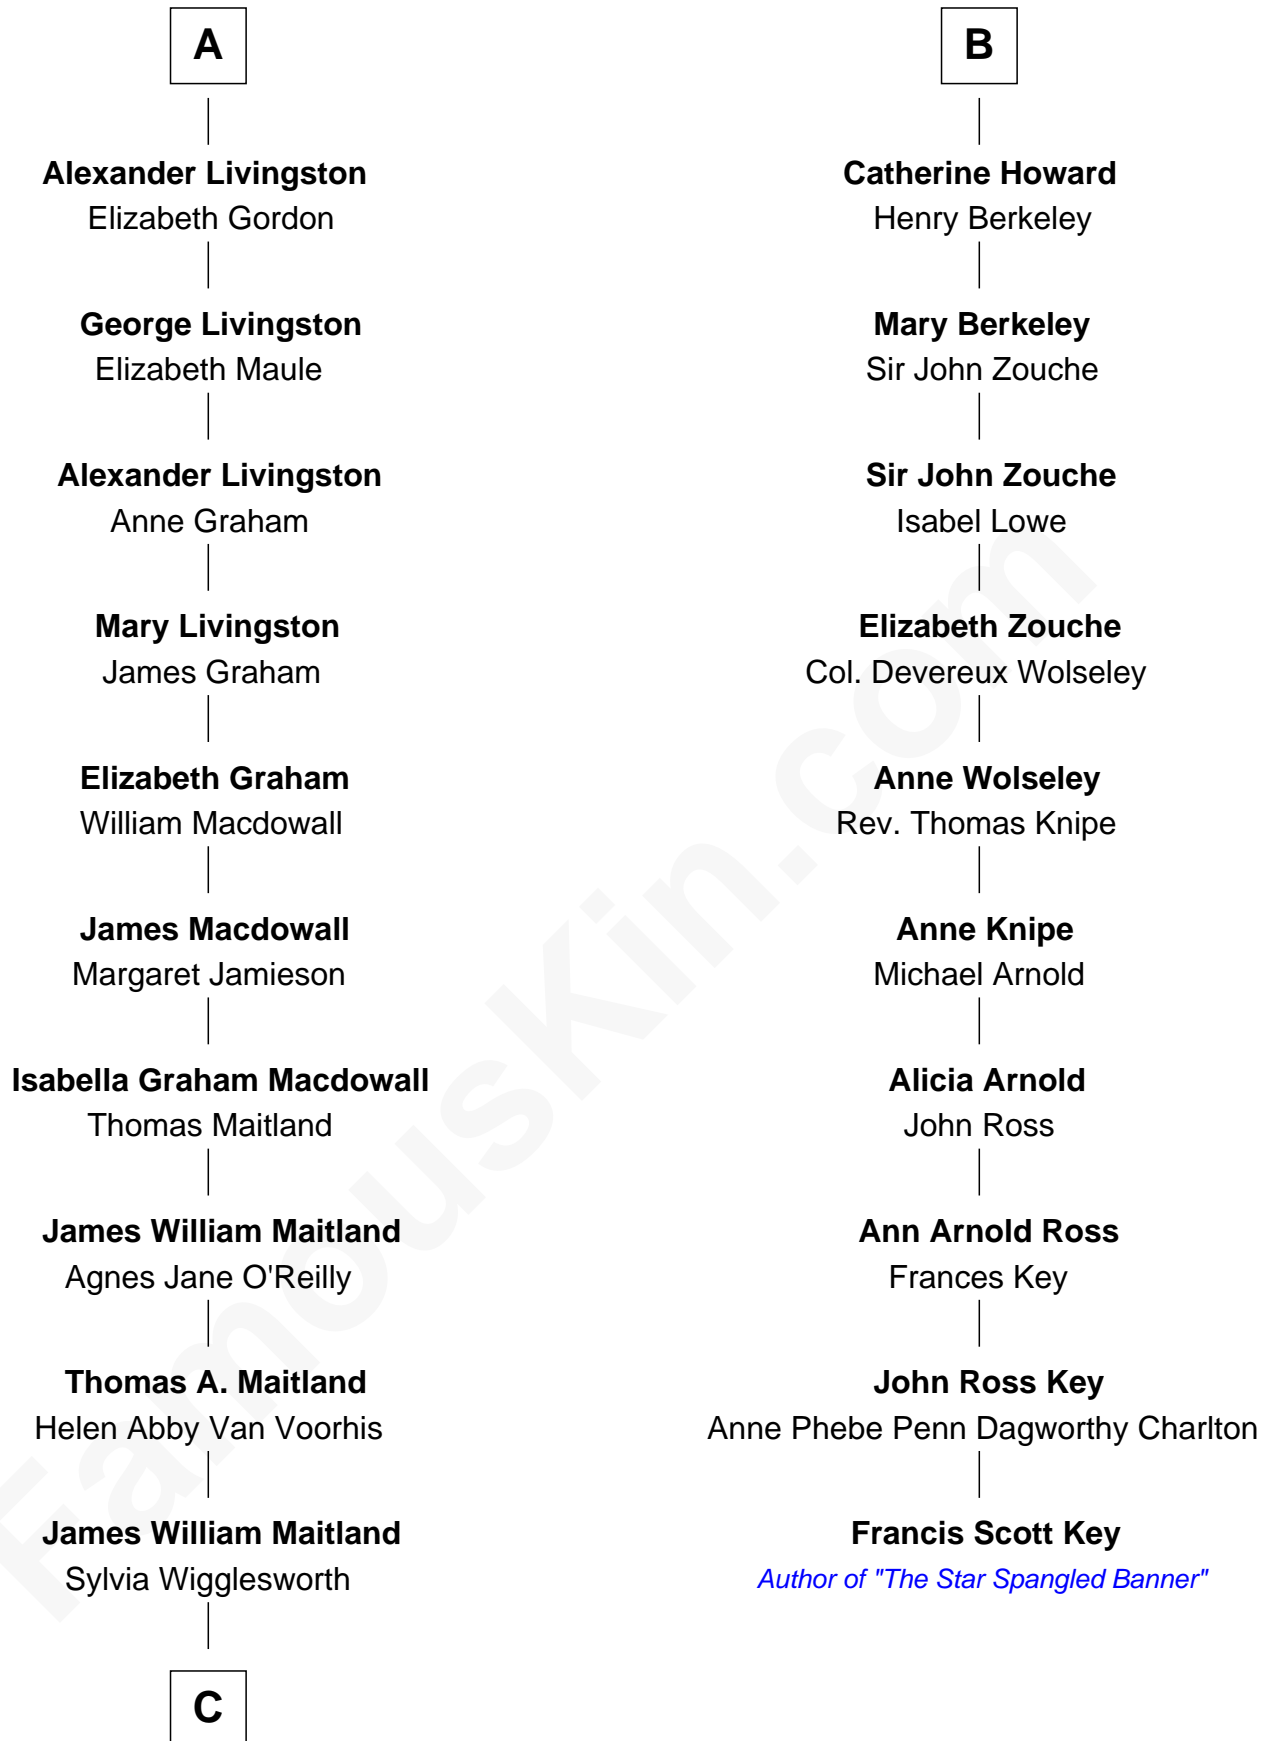 A
Alexander Livingston
Elizabeth Gordon
George Livingston
Elizabeth Maule
Alexander Livingston
Anne Graham
Mary Livingston
James Graham
Elizabeth Graham
William Macdowall
James Macdowall
Margaret Jamieson
Isabella Graham Macdowall
Thomas Maitland
James William Maitland
Agnes Jane O'Reilly
Thomas A. Maitland
Helen Abby Van Voorhis
James William Maitland
Sylvia Wigglesworth
C
B
Catherine Howard
Henry Berkeley
Mary Berkeley
Sir John Zouche
Sir John Zouche
Isabel Lowe
Elizabeth Zouche
Col. Devereux Wolseley
Anne Wolseley
Rev. Thomas Knipe
Anne Knipe
Michael Arnold
Alicia Arnold
John Ross
Ann Arnold Ross
Frances Key
John Ross Key
Anne Phebe Penn Dagworthy Charlton
Francis Scott Key
Author of "The Star Spangled Banner"
FamousKin.com